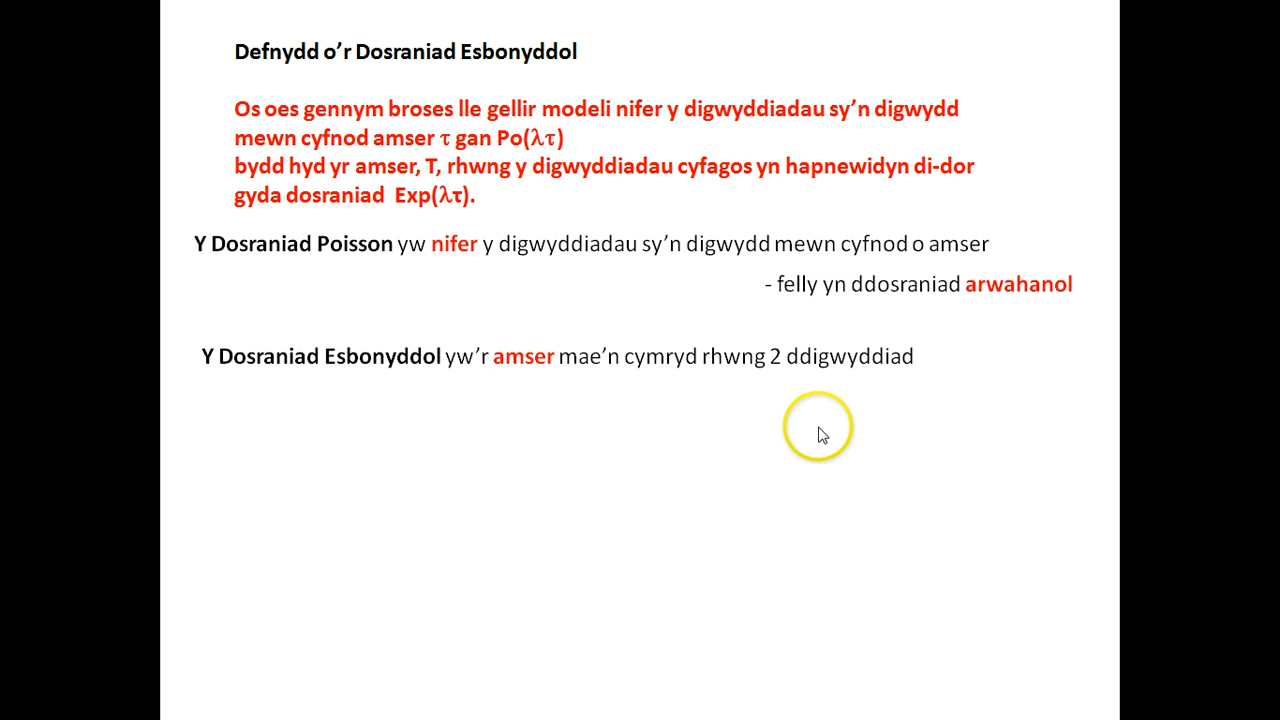 Defnydd o’r Dosraniad Esbonyddol
Os oes gennym broses lle gellir modeli nifer y digwyddiadau sy’n digwydd
mewn cyfnod amser τ gan Po(λτ)
bydd hyd yr amser, T, rhwng y digwyddiadau cyfagos yn hapnewidyn di-dor
gyda dosraniad Exp(λτ).
Y Dosraniad Poisson yw nifer y digwyddiadau sy’n digwydd mewn cyfnod o amser
- felly yn ddosraniad arwahanol
Y Dosraniad Esbonyddol yw’r amser mae’n cymryd rhwng 2 ddigwyddiad